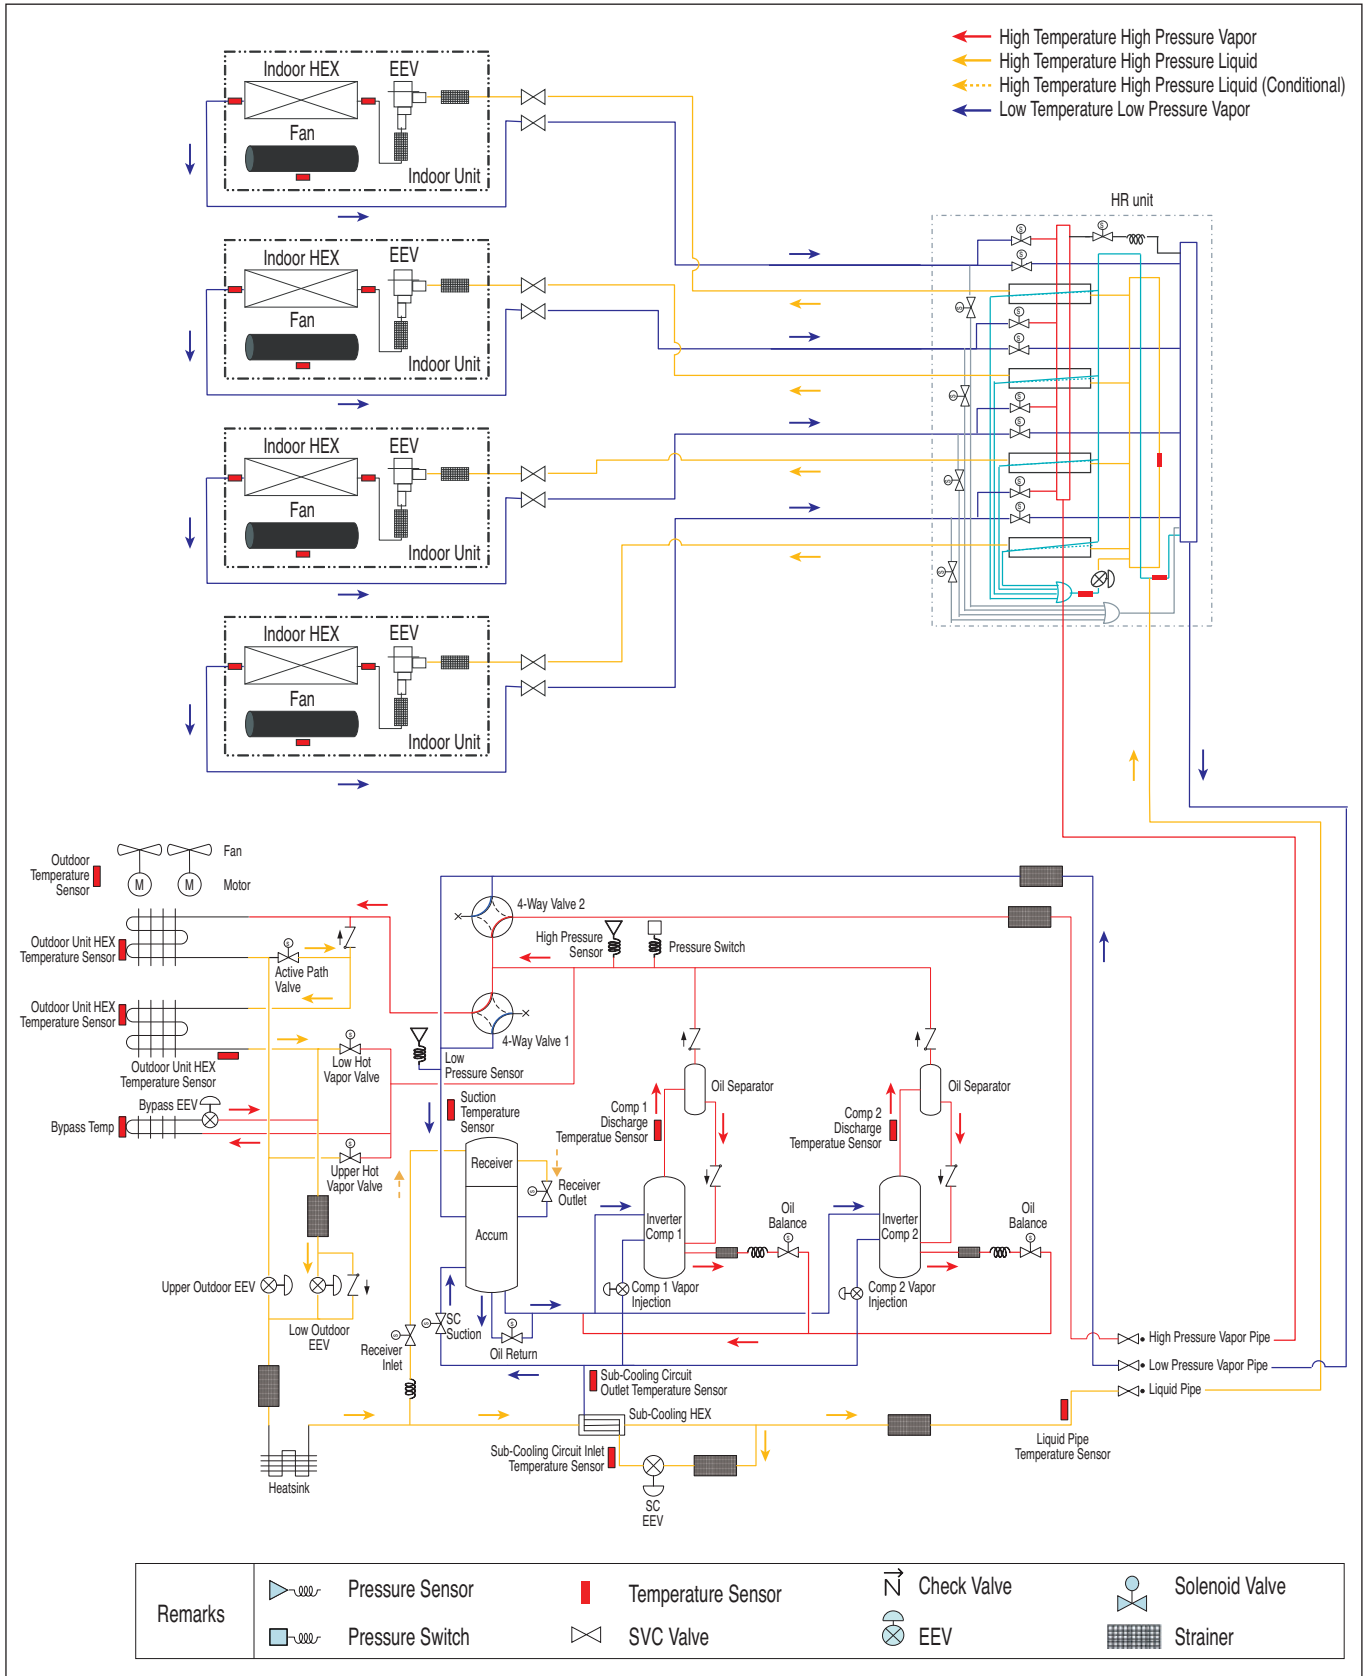 High Temperature High Pressure Vapor
High Temperature High Pressure Liquid
High Temperature High Pressure Liquid (Conditional)
Low Temperature Low Pressure Vapor
Indoor HEX
EEV
Fan
Indoor Unit
HR unit
S
S
S
S
S
S
S
S
S
S
S
S
S
Indoor HEX
EEV
Fan
Indoor Unit
Indoor HEX
EEV
Fan
Indoor Unit
Indoor HEX
EEV
Fan
Indoor Unit
Outdoor
Temperature
Sensor
Fan
M
M
Motor
4-Way Valve 2
High Pressure
Sensor
Pressure Switch
Outdoor Unit HEX
Temperature Sensor
S
Active Path
Valve
Outdoor Unit HEX
Temperature Sensor
4-Way Valve 1
S
Low Hot
Vapor Valve
Outdoor Unit HEX
Temperature Sensor
Low
Pressure Sensor
Oil Separator
Oil Separator
Bypass EEV
Bypass Temp
Suction
Temperature
Sensor
Comp 1
Discharge
Temperatue Sensor
Comp 2
Discharge
Temperatue Sensor
S
Upper Hot
Vapor Valve
Receiver
S
Receiver
Outlet
Accum
Inverter
Comp 1
Oil
Balance
S
Inverter
Comp 2
Oil
Balance
S
Upper Outdoor EEV
Low Outdoor
EEV
Comp 1 Vapor
Injection
Comp 2 Vapor
Injection
S
SC
Suction
S
Oil Return
S
Receiver
Inlet
High Pressure Vapor Pipe
Low Pressure Vapor Pipe
Liquid Pipe
Sub-Cooling Circuit
Outlet Temperature Sensor
Sub-Cooling HEX
Sub-Cooling Circuit Inlet
Temperature Sensor
Liquid Pipe
Temperature Sensor
Heatsink
SC
EEV
Remarks
Pressure Sensor
Temperature Sensor
Check Valve
Solenoid Valve
Pressure Switch
SVC Valve
EEV
Strainer